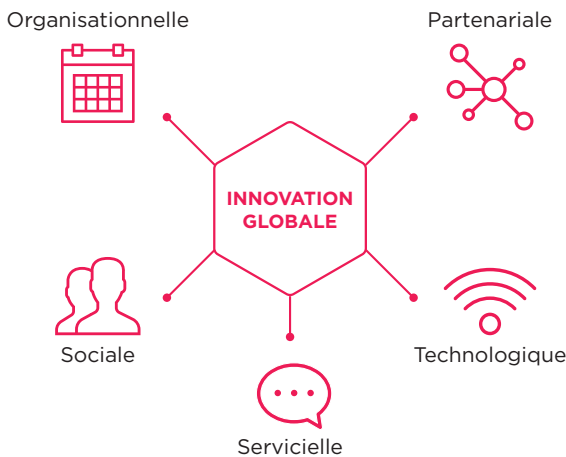 Organisationnelle
Partenariale
INNOVATION
GLOBALE
Sociale
Technologique
Servicielle